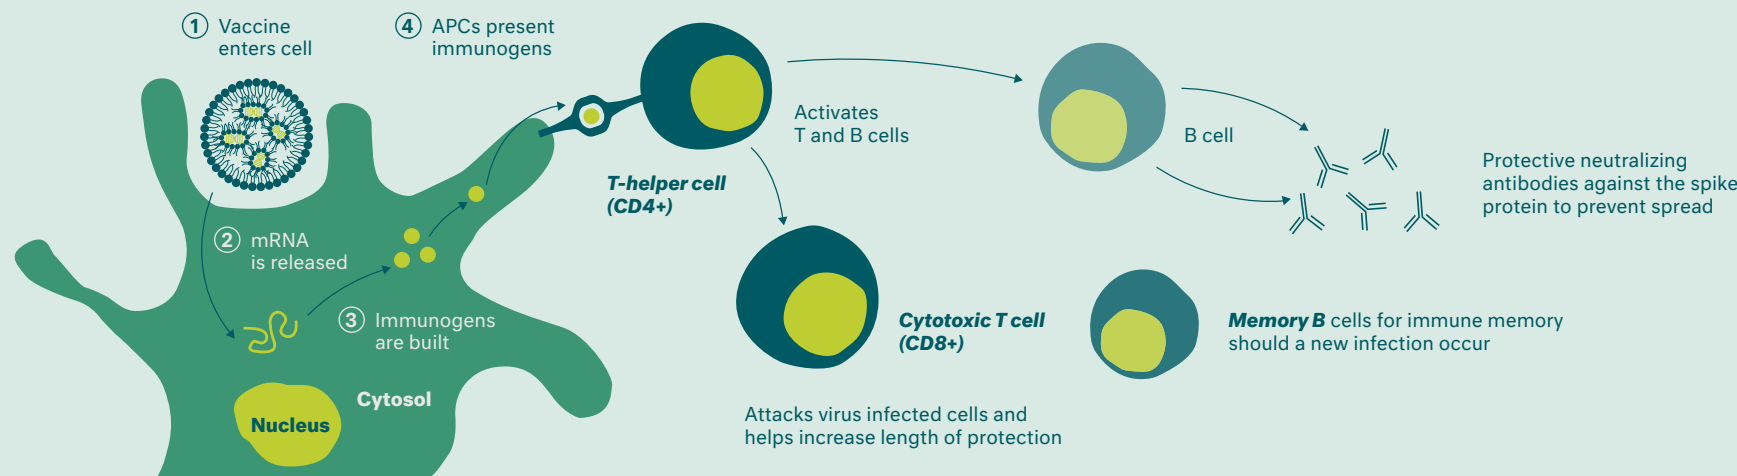 1 Vaccine
enters cell
2 mRNA
is released
3 Immunogens
are built
Nucleus
Cytosol
4 APCs present
immunogens
T-helper cell
(CD4+)
Activates
T and B cells
Cytotoxic T cell
(CD8+)
Attacks virus infected cells and
helps increase length of protection
B cell
Protective neutralizing
antibodies against the spike
protein to prevent spread
Memory B cells for immune memory
should a new infection occur